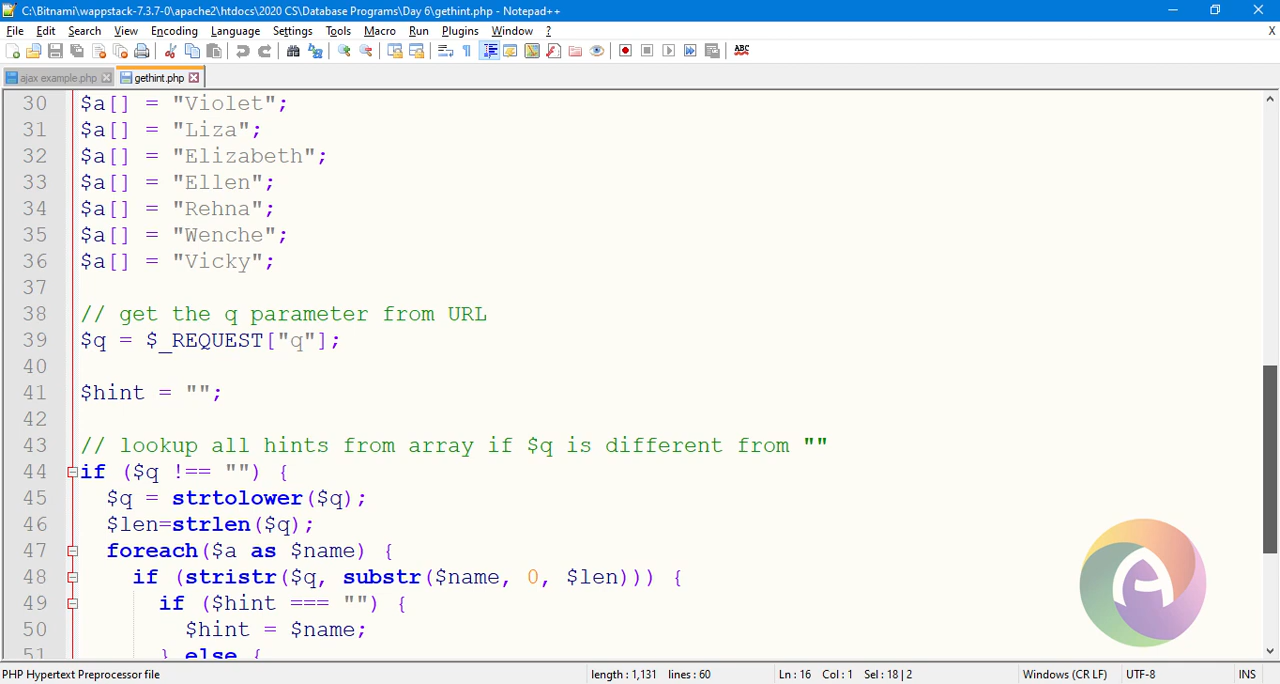 C:\Bitnami\wappstack-7.3.7-0\apache2\htdocs\2020 CS\Database Programs\Day 6\gethint.php - Notepad++
File Edit Search View Encoding Language Settings Tools Macro Run Plugins Window ? X
ABC
ajax example.php gethint.php
30 $a[] = "Violet";
31 $a[] = "Liza";
32 $a[] = "Elizabeth";
33 $a[] = "Ellen";
34 $a[] = "Rehna";
35 $a[] = "Wenche";
36 $a[] = "Vicky";
37
38 // get the q parameter from URL
39 $q = $_REQUEST["q"];
40
41 $hint = "";
42
43 // lookup all hints from array if $q is different from ""
44 if ($q !== "") {
45 $q = strtolower($q);
46 $len=strlen($q);
47 foreach($a as $name) {
48 if (stristr($q, substr($name, 0, $len))) {
49 if ($hint === "") {
50 $hint = $name;
51 } else {
PHP Hypertext Preprocessor file length : 1,131 lines : 60 Ln : 16 Col : 1 Sel : 18 | 2 Windows (CR LF) UTF-8 INS